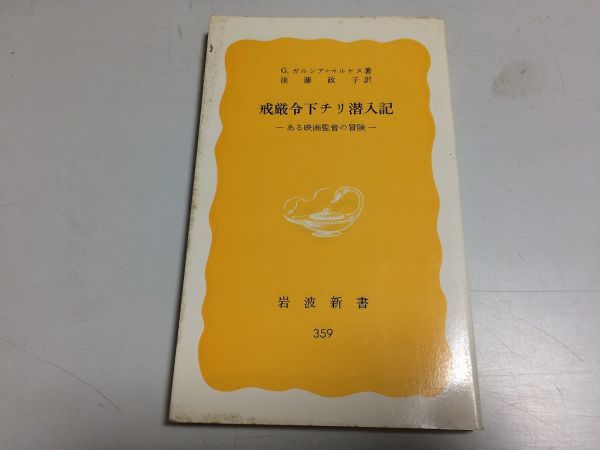 G. ガルシア=マルケス著
後藤政子訳
戒厳令下チリ潜入記
―ある映画監督の冒険―
岩波新書
359